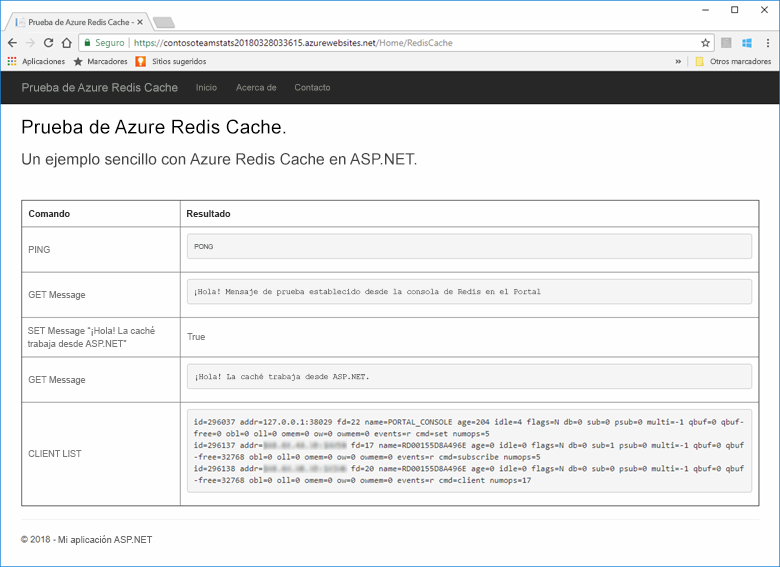 Prueba de Azure Redis Cache -
Seguro https://contosoteamstats20180328033615.azurewebsites.net/Home/RedisCache
Aplicaciones Marcadores Sitios sugeridos » Otros marcadores
Prueba de Azure Redis Cache Inicio Acerca de Contacto
Prueba de Azure Redis Cache.
Un ejemplo sencillo con Azure Redis Cache en ASP.NET.
Comando Resultado
PING PONG
GET Message ¡Hola! Mensaje de prueba establecido desde la consola de Redis en el Portal
SET Message "¡Hola! La caché
trabaja desde ASP.NET" True
GET Message ¡Hola! La caché trabaja desde ASP.NET.
CLIENT LIST
id=296037 addr=127.0.0.1:38029 fd=22 name=PORTAL_CONSOLE age=204 idle=4 flags=N db=0 sub=0 psub=0 multi=-1 qbuf=0 qbuf-
free=0 obl=0 oll=0 omem=0 ow=0 owmem=0 events=r cmd=set numops=5
id=296137 addr= fd=17 name=RD00155D8A496E age=0 idle=0 flags=N db=0 sub=1 psub=0 multi=-1 qbuf=0 qbuf
-free=32768 obl=0 oll=0 omem=0 ow=0 owmem=0 events=r cmd=subscribe numops=5
id=296138 addr= fd=20 name=RD00155D8A496E age=0 idle=0 flags=N db=0 sub=0 psub=0 multi=-1 qbuf=0 qbuf
-free=32768 obl=0 oll=0 omem=0 ow=0 owmem=0 events=r cmd=client numops=17
© 2018 - Mi aplicación ASP.NET